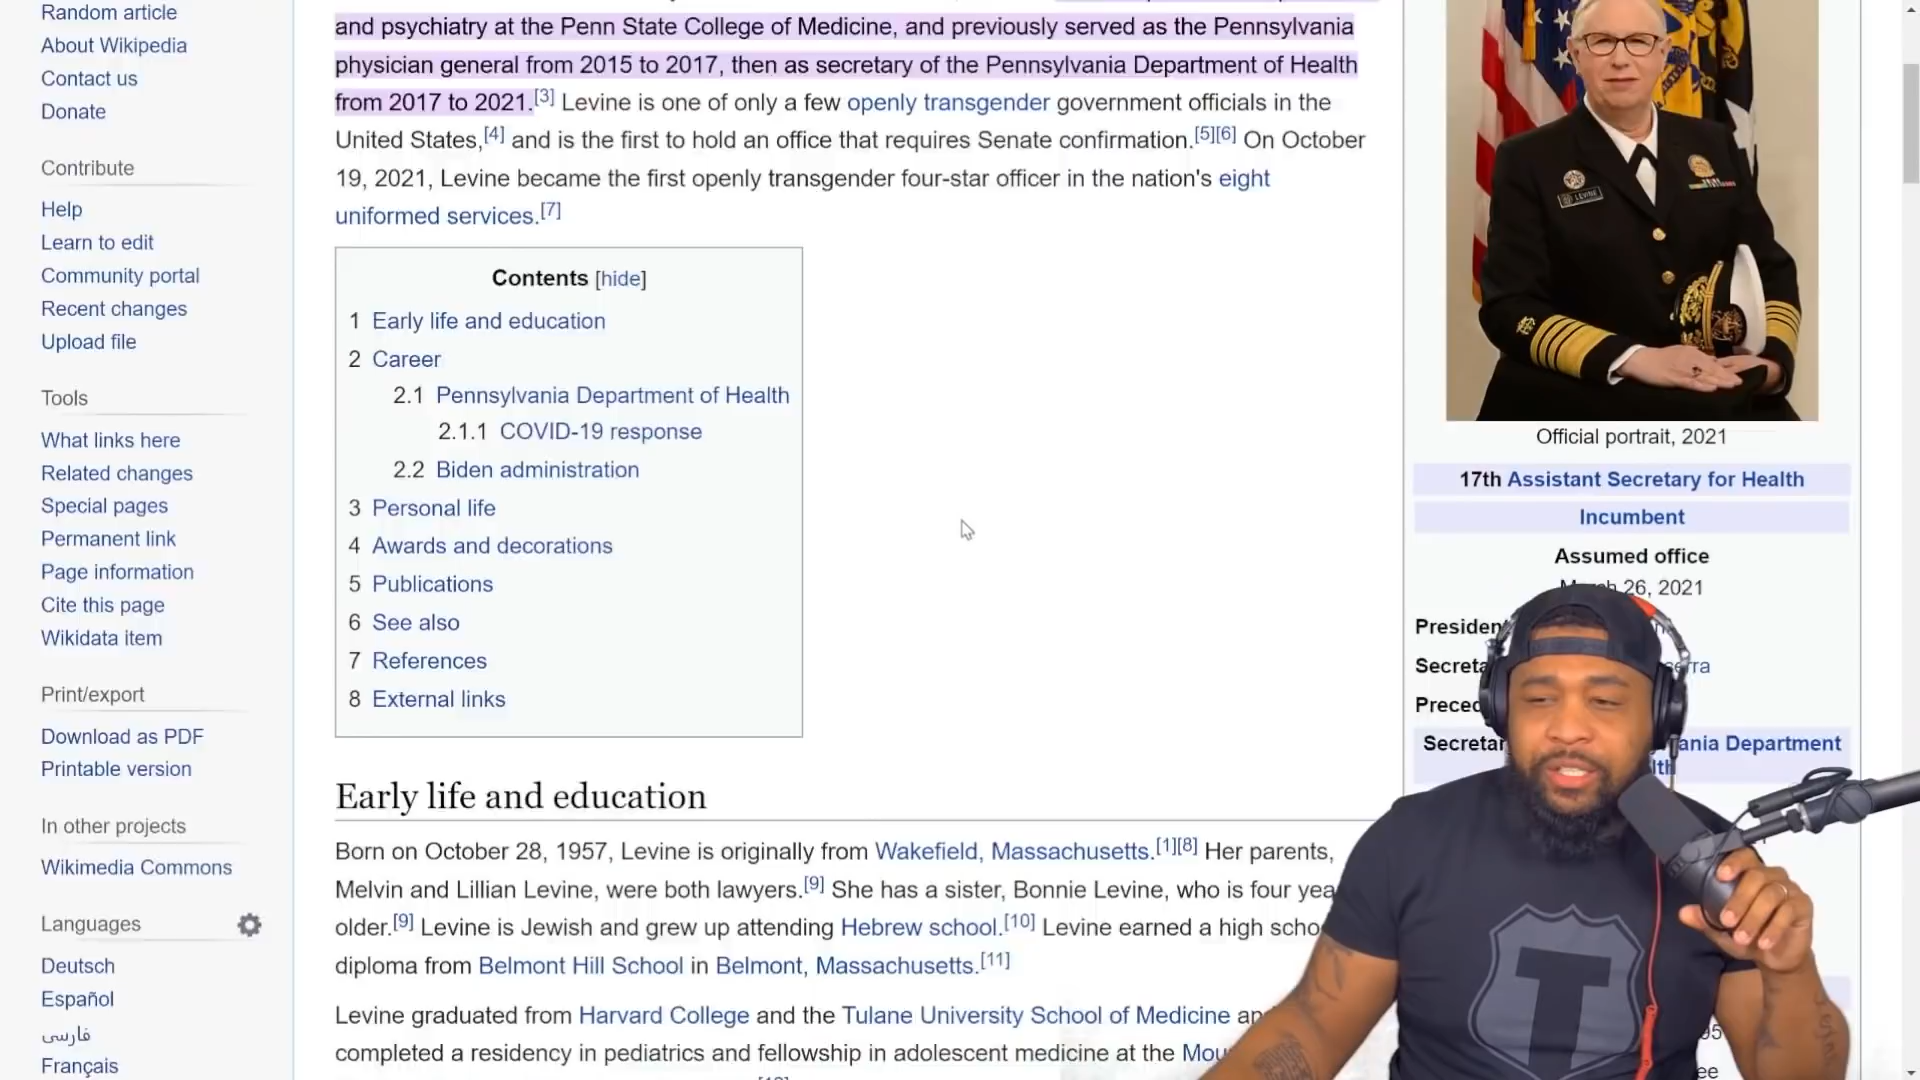 Random article
About Wikipedia
Contact us
Donate
Contribute
Help
Learn to edit
Community portal
Recent changes
Upload file
Tools
What links here
Related changes
Special pages
Permanent link
Page information
Cite this page
Wikidata item
Print/export
Download as PDF
Printable version
In other projects
Wikimedia Commons
Languages
Deutsch
Español
فارسی
Français
and psychiatry at the Penn State College of Medicine, and previously served as the Pennsylvania
physician general from 2015 to 2017, then as secretary of the Pennsylvania Department of Health
from 2017 to 2021.[3] Levine is one of only a few openly transgender government officials in the
United States,[4] and is the first to hold an office that requires Senate confirmation.[5][6] On October
19, 2021, Levine became the first openly transgender four-star officer in the nation's eight
uniformed services.[7]
Contents [hide]
1 Early life and education
2 Career
2.1 Pennsylvania Department of Health
2.1.1 COVID-19 response
2.2 Biden administration
3 Personal life
4 Awards and decorations
5 Publications
6 See also
7 References
8 External links
Early life and education
Born on October 28, 1957, Levine is originally from Wakefield, Massachusetts.[1][8] Her parents,
Melvin and Lillian Levine, were both lawyers.[9] She has a sister, Bonnie Levine, who is four yea
older.[9] Levine is Jewish and grew up attending Hebrew school.[10] Levine earned a high scho
diploma from Belmont Hill School in Belmont, Massachusetts.[11]
Levine graduated from Harvard College and the Tulane University School of Medicine an
completed a residency in pediatrics and fellowship in adolescent medicine at the Mou
LEVINE
Official portrait, 2021
17th Assistant Secretary for Health
Incumbent
Assumed office
March 26, 2021
Presiden
Secreta erra
Preced
Secretar ania Department
lth
T